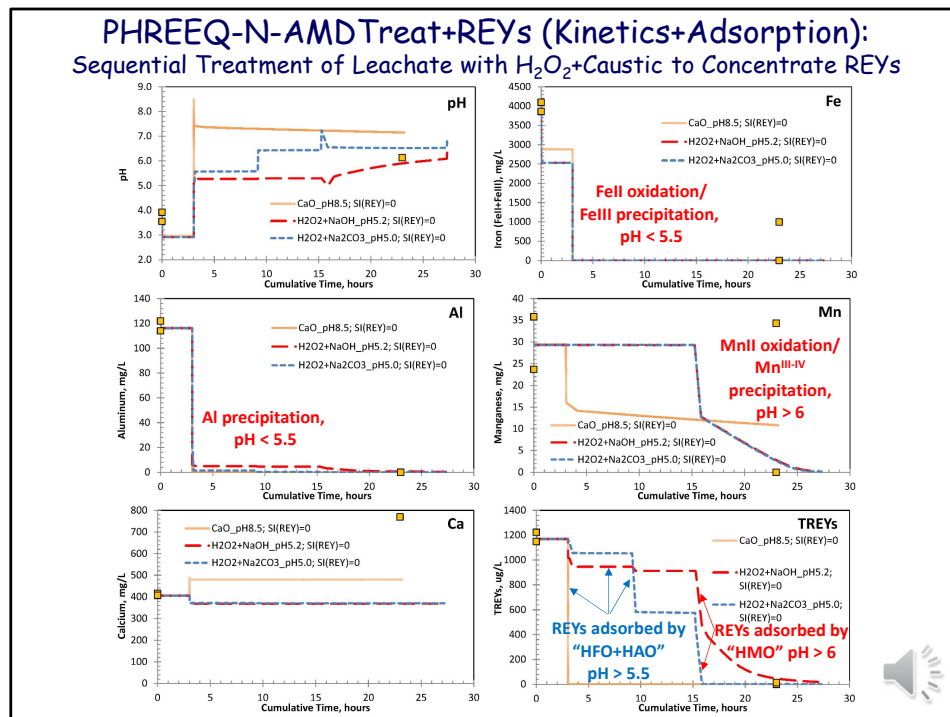 PHREEQ-N-AMDTreat+REYs (Kinetics+Adsorption):
Sequential Treatment of Leachate with H₂O₂+Caustic to Concentrate REYs
pH
9.0
8.0
7.0
6.0
5.0
4.0
3.0
2.0
pH
CaO_pH8.5; SI(REY)=0
H2O2+NaOH_pH5.2; SI(REY)=0
H2O2+Na2CO3_pH5.0; SI(REY)=0
0 5 10 15 20 25 30
Cumulative Time, hours
Fe
4500
4000
3500
3000
2500
2000
1500
1000
500
0
Iron (FeII+FeIII), mg/L
CaO_pH8.5; SI(REY)=0
H2O2+NaOH_pH5.2; SI(REY)=0
H2O2+Na2CO3_pH5.0; SI(REY)=0
FeII oxidation/
FeIII precipitation,
pH < 5.5
0 5 10 15 20 25 30
Cumulative Time, hours
Al
140
120
100
80
60
40
20
0
Aluminum, mg/L
CaO_pH8.5; SI(REY)=0
H2O2+NaOH_pH5.2; SI(REY)=0
H2O2+Na2CO3_pH5.0; SI(REY)=0
Al precipitation,
pH < 5.5
0 5 10 15 20 25 30
Cumulative Time, hours
Mn
40
35
30
25
20
15
10
5
0
Manganese, mg/L
MnII oxidation/
Mnᴵᴵᴵ⁻ᴵⱽ
precipitation,
pH > 6
CaO_pH8.5; SI(REY)=0
H2O2+NaOH_pH5.2; SI(REY)=0
H2O2+Na2CO3_pH5.0; SI(REY)=0
0 5 10 15 20 25 30
Cumulative Time, hours
Ca
800
700
600
500
400
300
200
100
0
Calcium, mg/L
CaO_pH8.5; SI(REY)=0
H2O2+NaOH_pH5.2; SI(REY)=0
H2O2+Na2CO3_pH5.0; SI(REY)=0
0 5 10 15 20 25 30
Cumulative Time, hours
TREYs
1400
1200
1000
800
600
400
200
0
TREYs, ug/L
CaO_pH8.5; SI(REY)=0
H2O2+NaOH_pH5.2;
SI(REY)=0
H2O2+Na2CO3_pH5.0;
SI(REY)=0
REYs adsorbed by
“HFO+HAO”
pH > 5.5
REYs adsorbed by
“HMO” pH > 6
0 5 10 15 20 25 30
Cumulative Time, hours